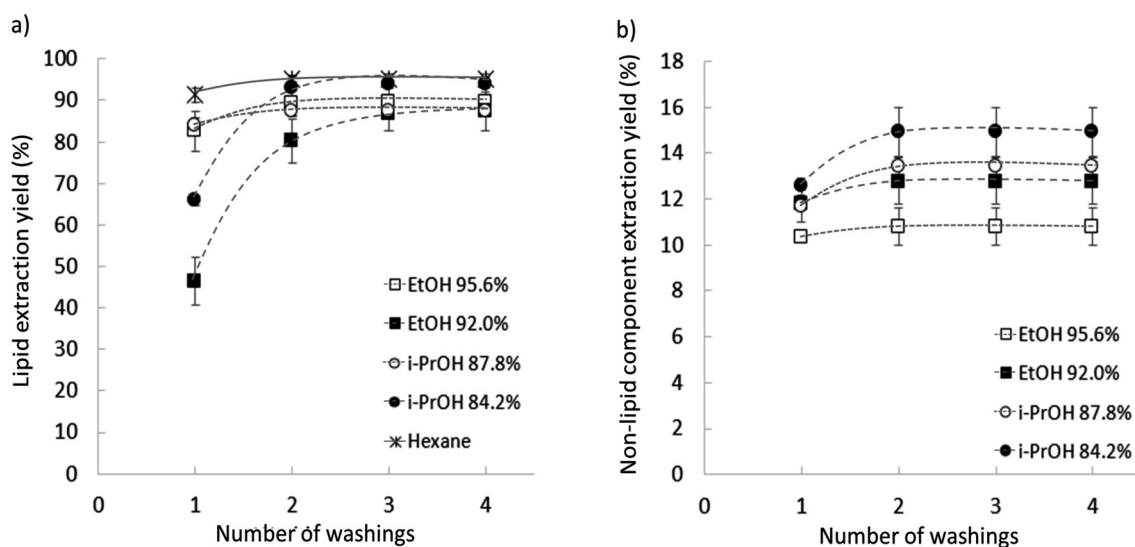 a)
Lipid extraction yield (%)
100
90
80
70
60
50
40
30
20
10
0
0 1 2 3 4
Number of washings
EtOH 95.6%
EtOH 92.0%
i-PrOH 87.8%
i-PrOH 84.2%
Hexane
b)
Non-lipid component extraction yield (%)
18
16
14
12
10
8
6
4
2
0
0 1 2 3 4
Number of washings
EtOH 95.6%
EtOH 92.0%
i-PrOH 87.8%
i-PrOH 84.2%